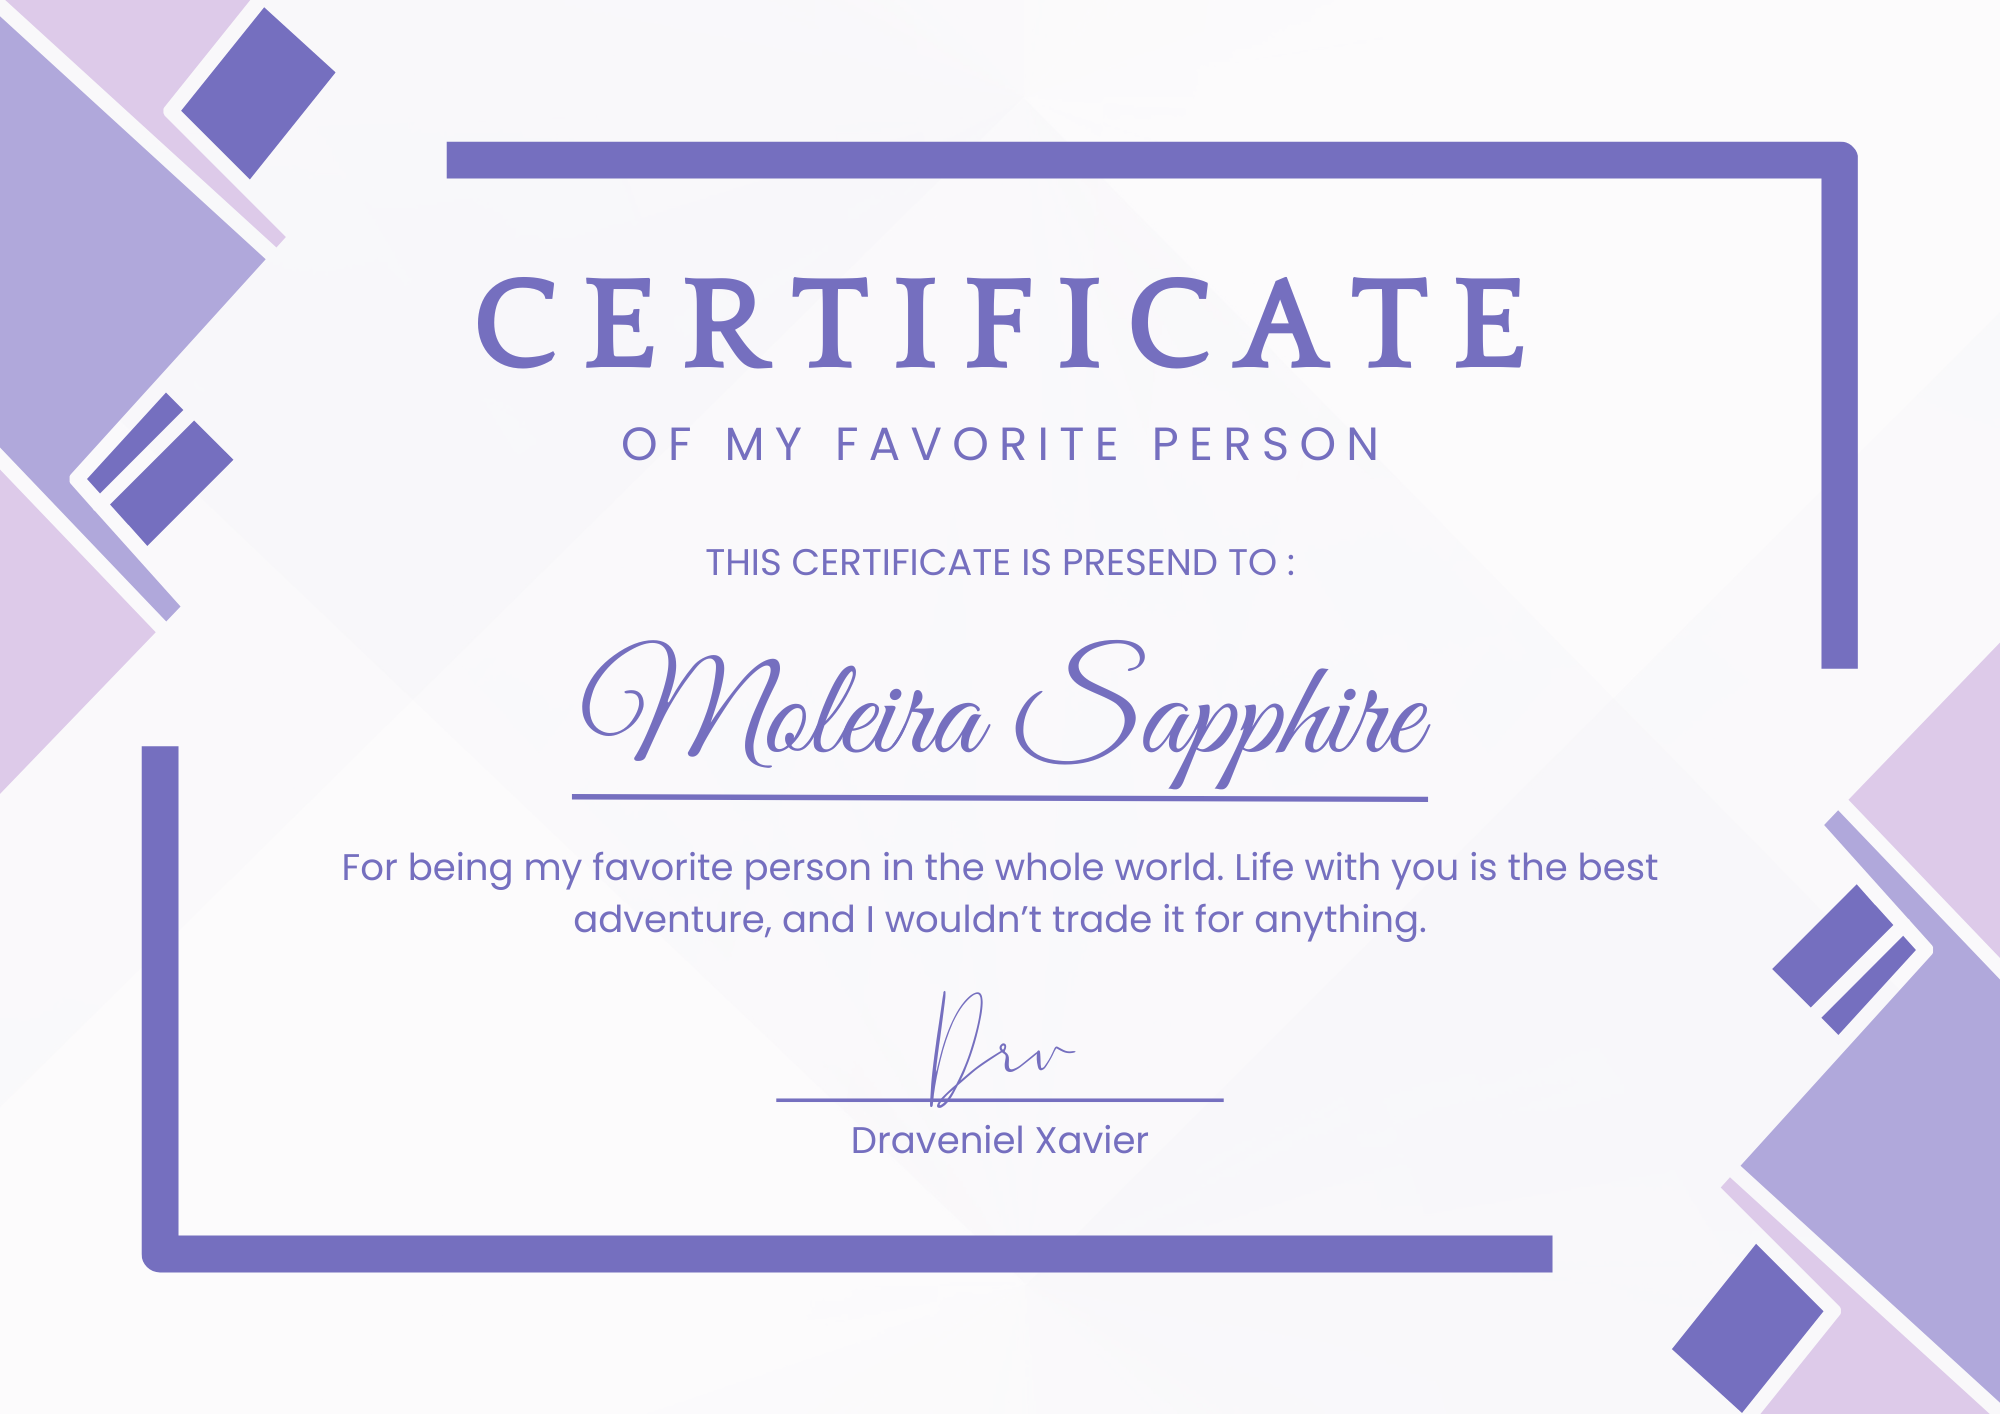 CERTIFICATE
OF MY FAVORITE PERSON
THIS CERTIFICATE IS PRESEND TO :
Moleira Sapphire
For being my favorite person in the whole world. Life with you is the best
adventure, and I wouldn’t trade it for anything.
Drv
Draveniel Xavier